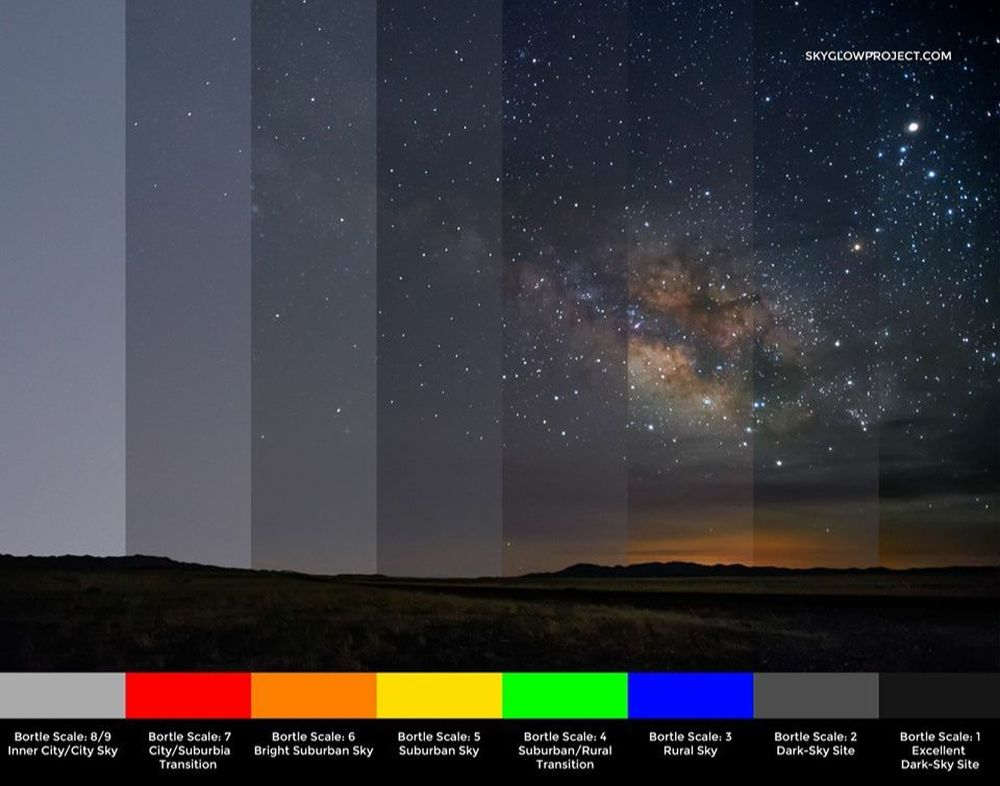 SKYGLOWPROJECT.COM
Bortle Scale: 8/9
Inner City/City Sky
Bortle Scale: 7
City/Suburbia
Transition
Bortle Scale: 6
Bright Suburban Sky
Bortle Scale: 5
Suburban Sky
Bortle Scale: 4
Suburban/Rural
Transition
Bortle Scale: 3
Rural Sky
Bortle Scale: 2
Dark-Sky Site
Bortle Scale: 1
Excellent
Dark-Sky Site